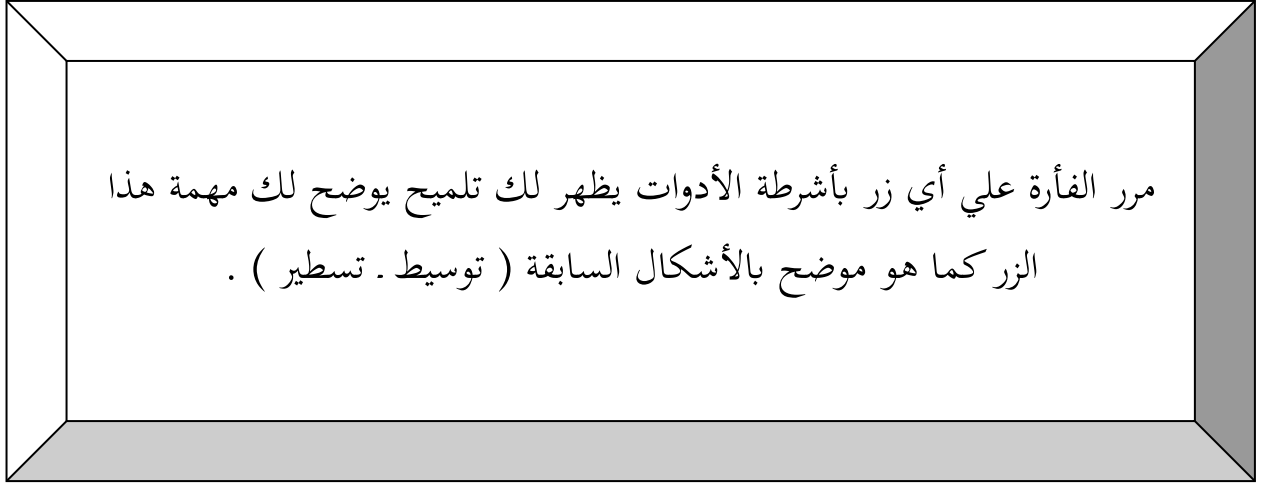 مرر الفأرة علي أي زر بأشرطة الأدوات يظهر لك تلميح يوضح لك مهمة هذا
الزر كما هو موضح بالأشكال السابقة ( توسيط ـ تسطير ) .